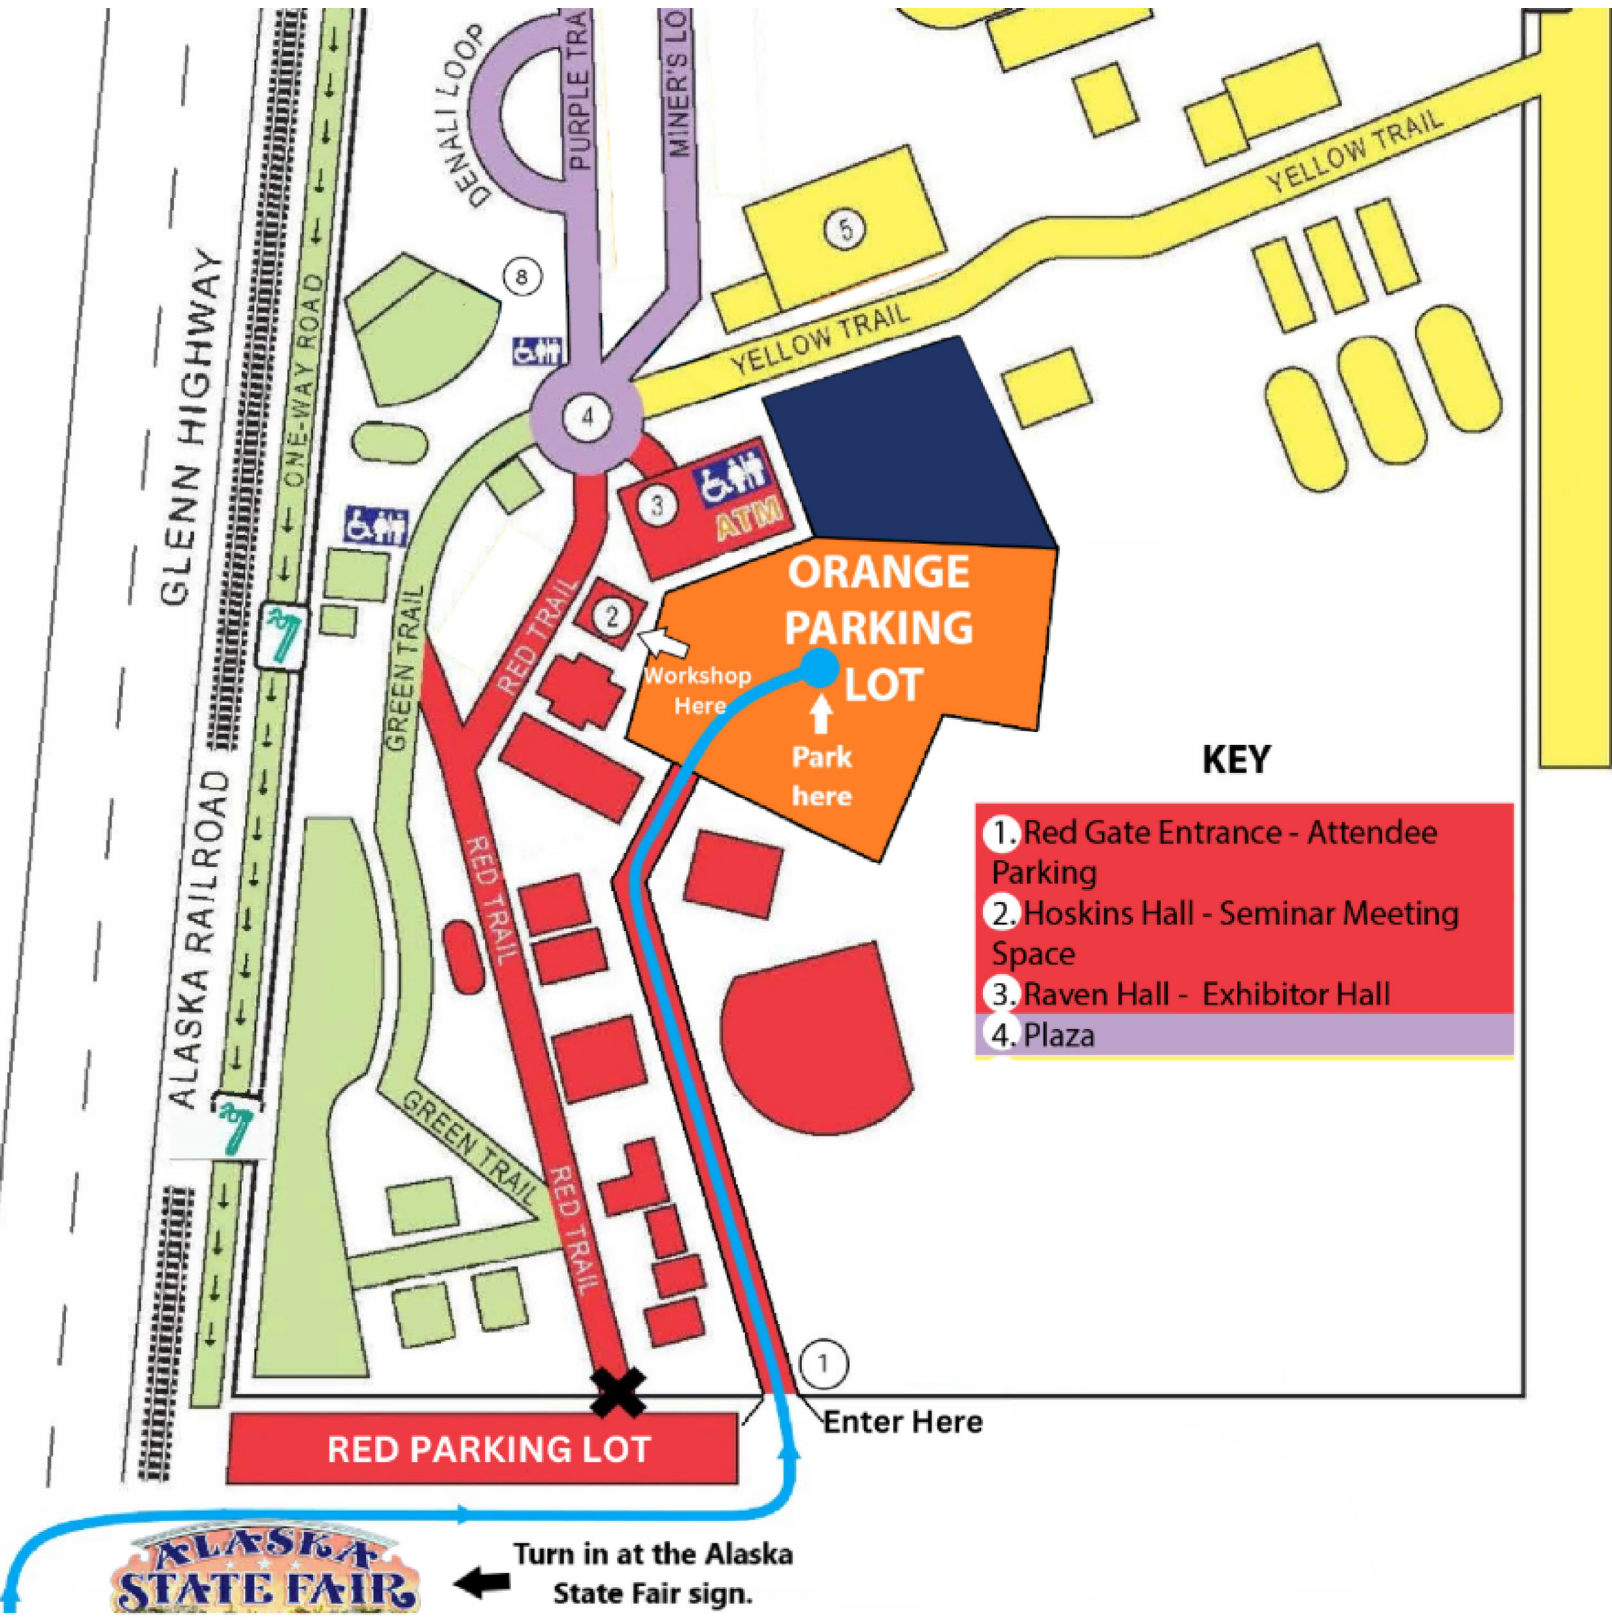 DENALI LOOP
PURPLE TRA
MINER'S LO
YELLOW TRAIL
5
8
YELLOW TRAIL
GLENN HIGHWAY
ONE-WAY ROAD
4
3
ATM
ORANGE
PARKING
LOT
2
Workshop
Here
RED TRAIL
GREEN TRAIL
Park
here
KEY
1. Red Gate Entrance - Attendee
Parking
2. Hoskins Hall - Seminar Meeting
Space
3. Raven Hall - Exhibitor Hall
4. Plaza
ALASKA RAILROAD
RED TRAIL
GREEN TRAIL
RED TRAIL
1
Enter Here
RED PARKING LOT
ALASKA
STATE FAIR
Turn in at the Alaska
State Fair sign.